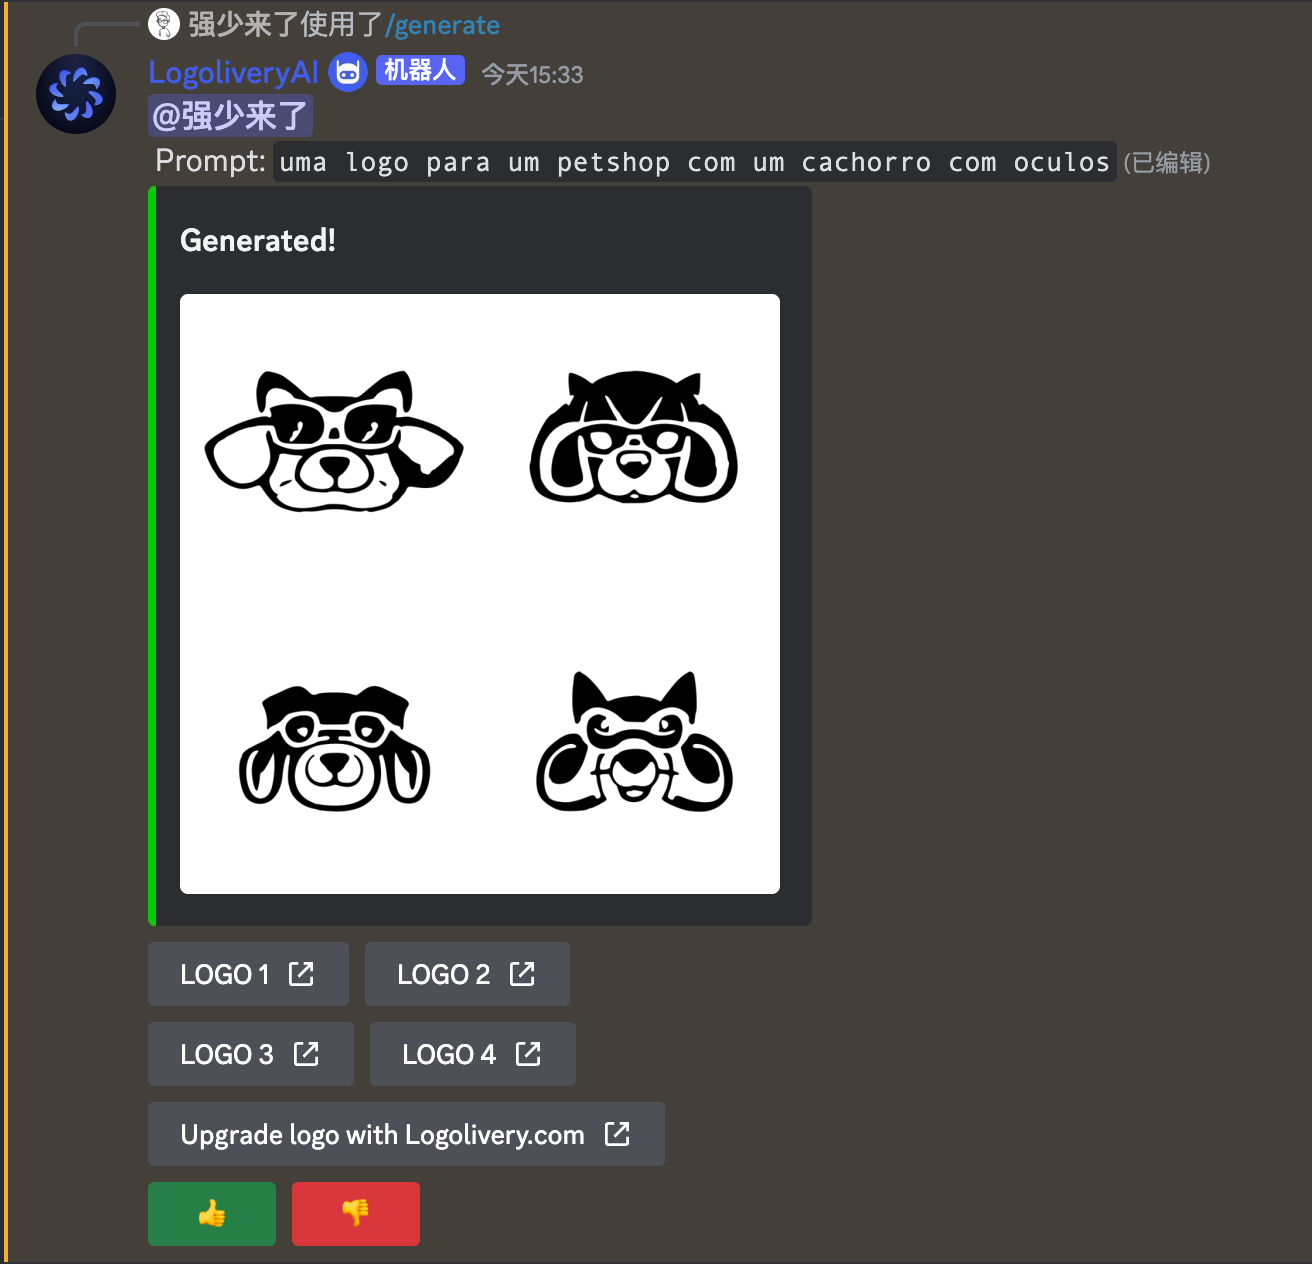 强少来了使用了/generate
LogoliveryAI 机器人 今天15:33
@强少来了
Prompt: uma logo para um petshop com um cachorro com oculos (已编辑)
Generated!
LOGO 1 LOGO 2
LOGO 3 LOGO 4
Upgrade logo with Logolivery.com